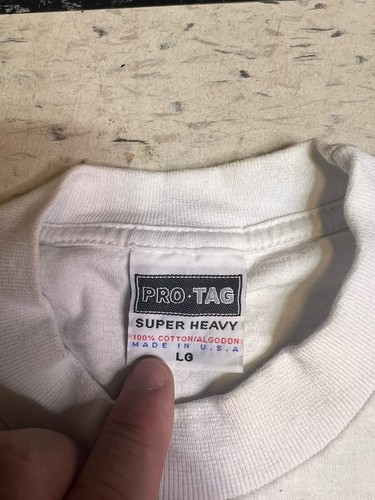 PRO·TAG
SUPER HEAVY
100% COTTON/ALGODON
MADE IN U.S.A
LG